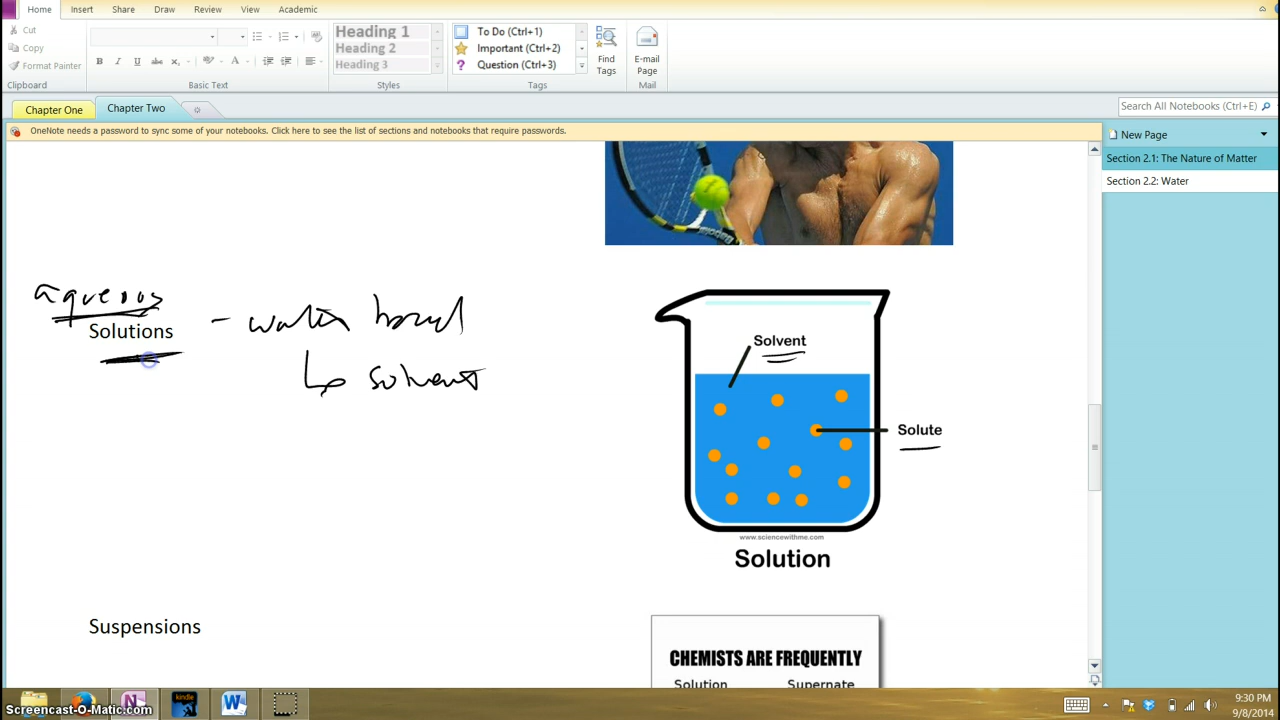 Home Insert Share Draw Review View Academic
Cut
Copy
Format Painter
Clipboard
B I U abc X₂ A
Basic Text
Heading 1
Heading 2
Heading 3
Styles
To Do (Ctrl+1)
Important (Ctrl+2)
Question (Ctrl+3)
Tags
Find
Tags
E-mail
Page
Mail
Chapter One Chapter Two
Search All Notebooks (Ctrl+E)
OneNote needs a password to sync some of your notebooks. Click here to see the list of sections and notebooks that require passwords.
New Page
Section 2.1: The Nature of Matter
Section 2.2: Water
aqueous
Solutions
- water based
solvent
Solvent
Solute
www.sciencewithme.com
Solution
Suspensions
CHEMISTS ARE FREQUENTLY
Solution Supernate
kindle
Screencast-O-Matic.com
9:30 PM
9/8/2014